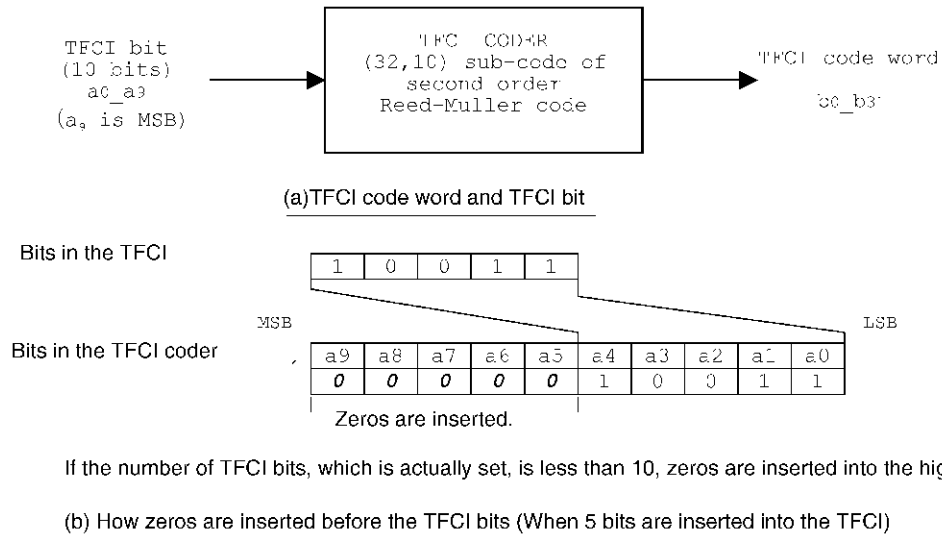 TFCI bit
(10 bits)
a0_a9
(a9 is MSB)
(32,10) sub-code of
second order
Reed-Muller code
TFCI code word
(a)TFCI code word and TFCI bit
Bits in the TFCI
1 0 0 1 1
MSB
LSB
Bits in the TFCI coder
a9 a8 a7 a6 a5 a4 a3 a2 a1 a0
0 0 0 0 0 1 0 0 1 1
Zeros are inserted.
If the number of TFCI bits, which is actually set, is less than 10, zeros are inserted into the
(b) How zeros are inserted before the TFCI bits (When 5 bits are inserted into the TFCI)